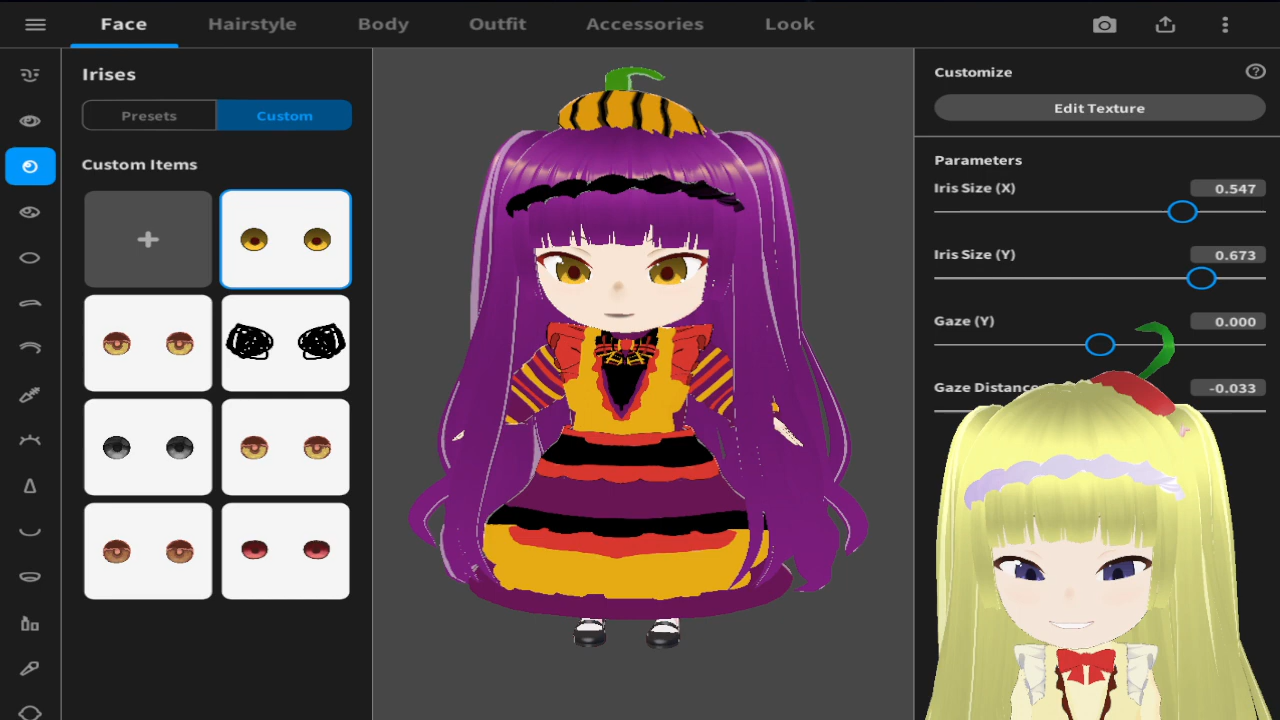 Face Hairstyle Body Outfit Accessories Look
Irises
Presets Custom
Custom Items
Customize
Edit Texture
Parameters
Iris Size (X) 0.547
Iris Size (Y) 0.673
Gaze (Y) 0.000
Gaze Distance -0.033